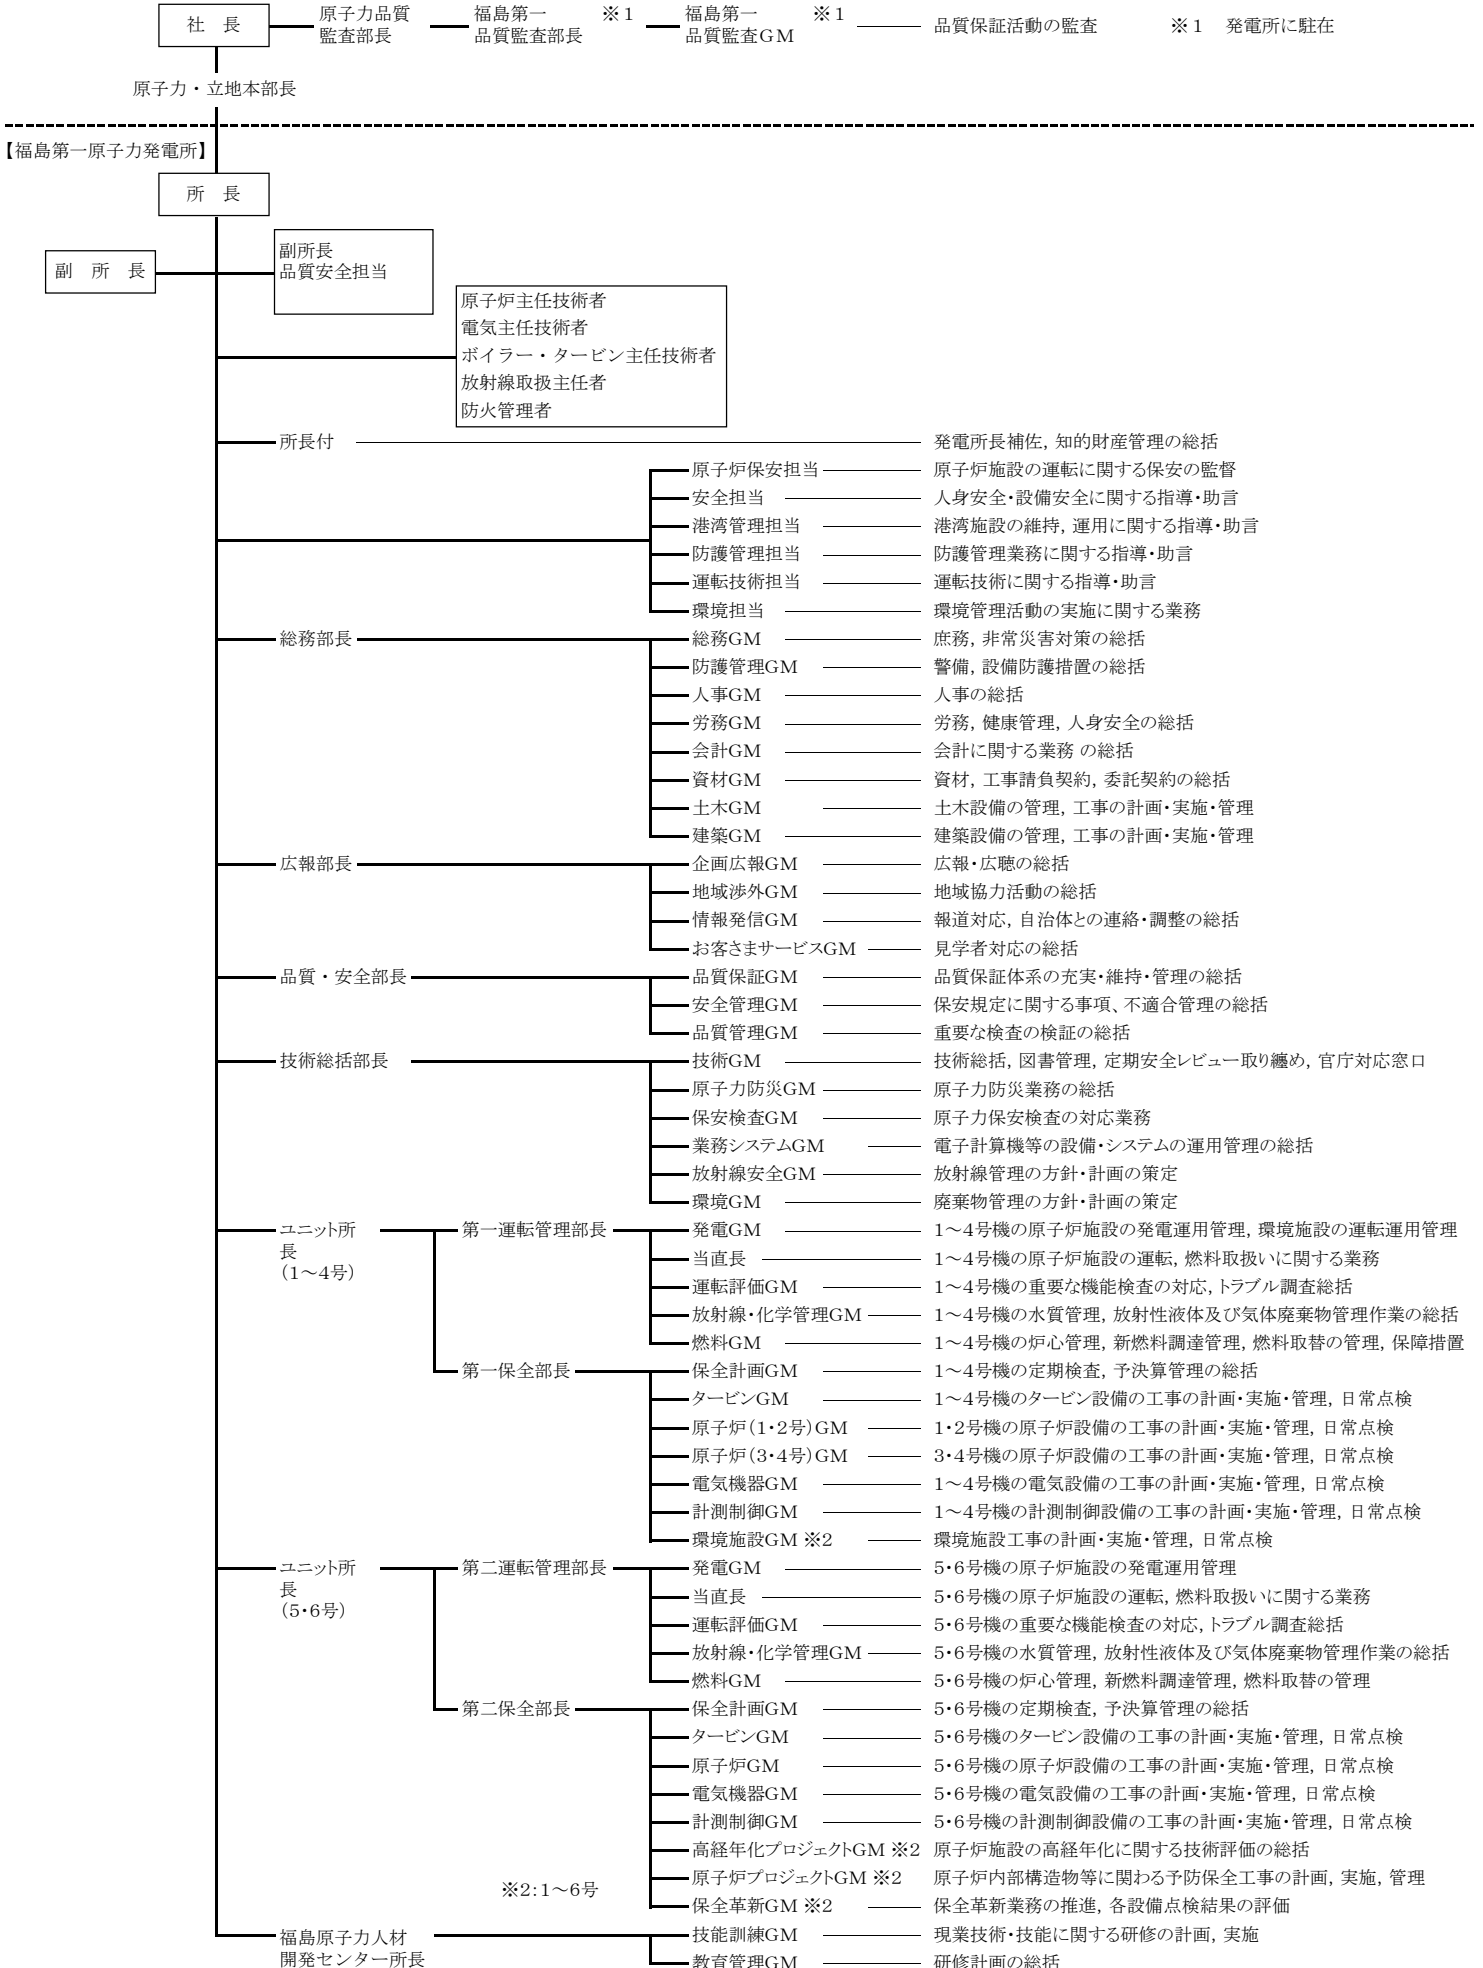 社　長　原子力品質　福島第一　※１　福島第一　※１　品質保証活動の監査　※１　発電所に駐在
監査部長　品質監査部長　品質監査ＧＭ
原子力・立地本部長
【福島第一原子力発電所】
所　長
副　所　長
副所長
品質安全担当
原子炉主任技術者
電気主任技術者
ボイラー・タービン主任技術者
放射線取扱主任者
防火管理者
所長付　発電所長補佐, 知的財産管理の総括
原子炉保安担当　原子炉施設の運転に関する保安の監督
安全担当　人身安全・設備安全に関する指導・助言
港湾管理担当　港湾施設の維持, 運用に関する指導・助言
防護管理担当　防護管理業務に関する指導・助言
運転技術担当　運転技術に関する指導・助言
環境担当　環境管理活動の実施に関する業務
総務部長　総務GM　庶務, 非常災害対策の総括
防護管理GM　警備, 設備防護措置の総括
人事GM　人事の総括
労務GM　労務, 健康管理, 人身安全の総括
会計GM　会計に関する業務 の総括
資材GM　資材, 工事請負契約, 委託契約の総括
土木GM　土木設備の管理, 工事の計画・実施・管理
建築GM　建築設備の管理, 工事の計画・実施・管理
広報部長　企画広報GM　広報・広聴の総括
地域渉外GM　地域協力活動の総括
情報発信GM　報道対応, 自治体との連絡・調整の総括
お客さまサービスGM　見学者対応の総括
品質・安全部長　品質保証GM　品質保証体系の充実・維持・管理の総括
安全管理GM　保安規定に関する事項、不適合管理の総括
品質管理GM　重要な検査の検証の総括
技術総括部長　技術GM　技術総括, 図書管理, 定期安全レビュー取り纏め, 官庁対応窓口
原子力防災GM　原子力防災業務の総括
保安検査GM　原子力保安検査の対応業務
業務システムGM　電子計算機等の設備・システムの運用管理の総括
放射線安全GM　放射線管理の方針・計画の策定
環境GM　廃棄物管理の方針・計画の策定
ユニット所　第一運転管理部長　発電GM　1～4号機の原子炉施設の発電運用管理, 環境施設の運転運用管理
長　当直長　1～4号機の原子炉施設の運転, 燃料取扱いに関する業務
（1～4号）　運転評価GM　1～4号機の重要な機能検査の対応, トラブル調査総括
放射線・化学管理GM　1～4号機の水質管理, 放射性液体及び気体廃棄物管理作業の総括
燃料GM　1～4号機の炉心管理, 新燃料調達管理, 燃料取替の管理, 保障措置
第一保全部長　保全計画GM　1～4号機の定期検査, 予決算管理の総括
タービンGM　1～4号機のタービン設備の工事の計画・実施・管理, 日常点検
原子炉（1・2号）GM　1・2号機の原子炉設備の工事の計画・実施・管理, 日常点検
原子炉（3・4号）GM　3・4号機の原子炉設備の工事の計画・実施・管理, 日常点検
電気機器GM　1～4号機の電気設備の工事の計画・実施・管理, 日常点検
計測制御GM　1～4号機の計測制御設備の工事の計画・実施・管理, 日常点検
環境施設GM ※2　環境施設工事の計画・実施・管理, 日常点検
ユニット所　第二運転管理部長　発電GM　5・6号機の原子炉施設の発電運用管理
長　当直長　5・6号機の原子炉施設の運転, 燃料取扱いに関する業務
（5・6号）　運転評価GM　5・6号機の重要な機能検査の対応, トラブル調査総括
放射線・化学管理GM　5・6号機の水質管理, 放射性液体及び気体廃棄物管理作業の総括
燃料GM　5・6号機の炉心管理, 新燃料調達管理, 燃料取替の管理
第二保全部長　保全計画GM　5・6号機の定期検査, 予決算管理の総括
タービンGM　5・6号機のタービン設備の工事の計画・実施・管理, 日常点検
原子炉GM　5・6号機の原子炉設備の工事の計画・実施・管理, 日常点検
電気機器GM　5・6号機の電気設備の工事の計画・実施・管理, 日常点検
計測制御GM　5・6号機の計測制御設備の工事の計画・実施・管理, 日常点検
高経年化プロジェクトGM ※2　原子炉施設の高経年化に関する技術評価の総括
原子炉プロジェクトGM ※2　原子炉内部構造物等に関わる予防保全工事の計画, 実施, 管理
※2：1～6号　保全革新GM ※2　保全革新業務の推進, 各設備点検結果の評価
福島原子力人材　技能訓練GM　現業技術・技能に関する研修の計画, 実施
開発センター所長　教育管理GM　研修計画の総括